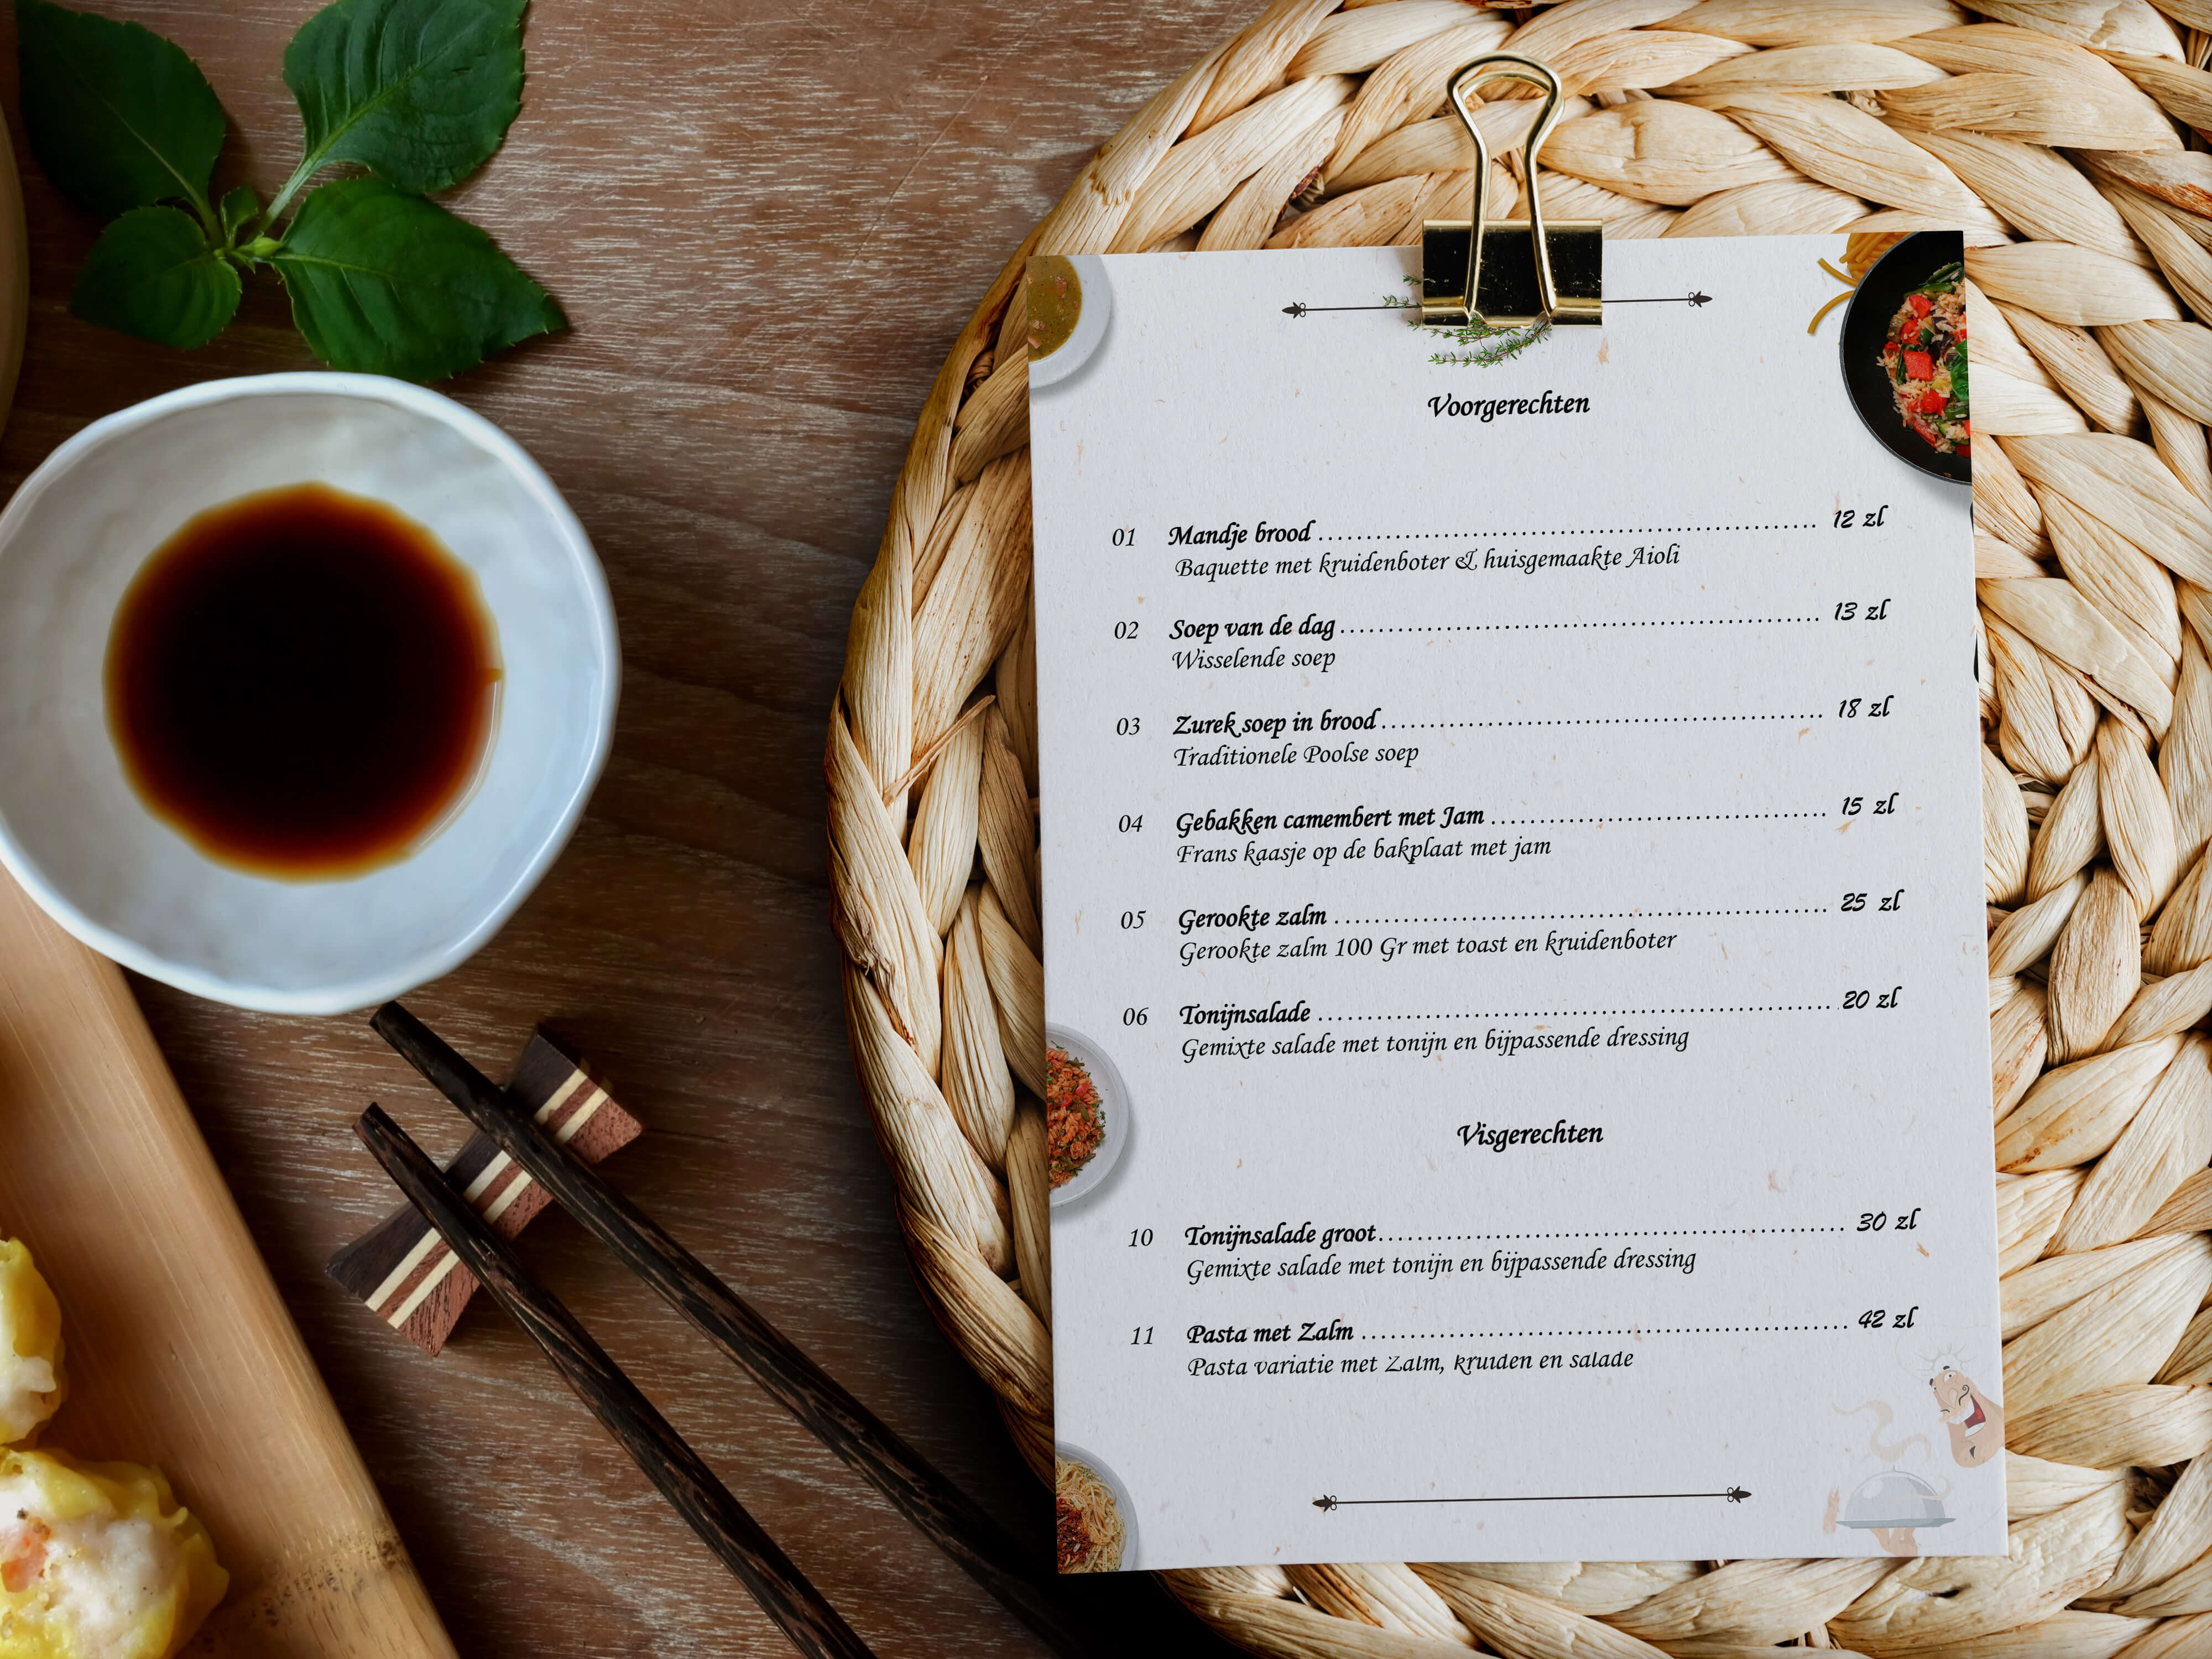 Voorgerechten
01 Mandje brood 12 zl
Baquette met kruidenboter & huisgemaakte Aioli
02 Soep van de dag 13 zl
Wisselende soep
03 Zurek soep in brood 18 zl
Traditionele Poolse soep
04 Gebakken camembert met Jam 15 zl
Frans kaasje op de bakplaat met jam
05 Gerookte zalm 25 zl
Gerookte zalm 100 Gr met toast en kruidenboter
06 Tonijnsalade 20 zl
Gemixte salade met tonijn en bijpassende dressing
Visgerechten
10 Tonijnsalade groot 30 zl
Gemixte salade met tonijn en bijpassende dressing
11 Pasta met Zalm 42 zl
Pasta variatie met Zalm, kruiden en salade